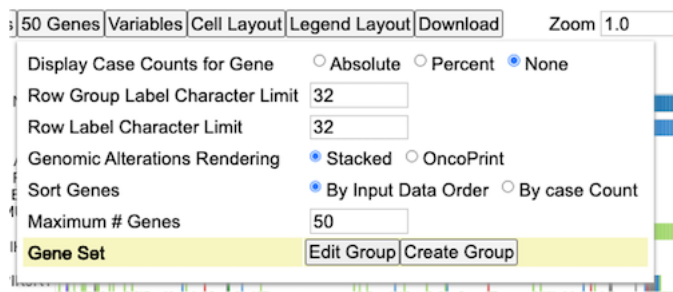 50 Genes Variables Cell Layout Legend Layout Download Zoom 1.0
Display Case Counts for Gene Absolute Percent None
Row Group Label Character Limit 32
Row Label Character Limit 32
Genomic Alterations Rendering Stacked OncoPrint
Sort Genes By Input Data Order By case Count
Maximum # Genes 50
Gene Set Edit Group Create Group